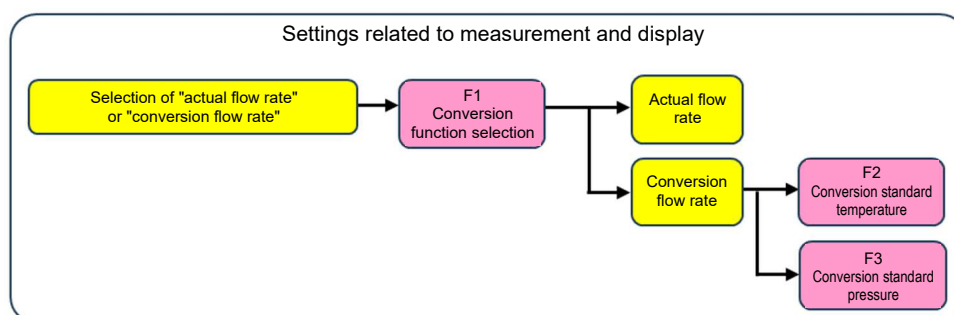 Settings related to measurement and display
Selection of "actual flow rate"
or "conversion flow rate"
F1
Conversion
function selection
Actual flow
rate
Conversion
flow rate
F2
Conversion standard
temperature
F3
Conversion standard
pressure